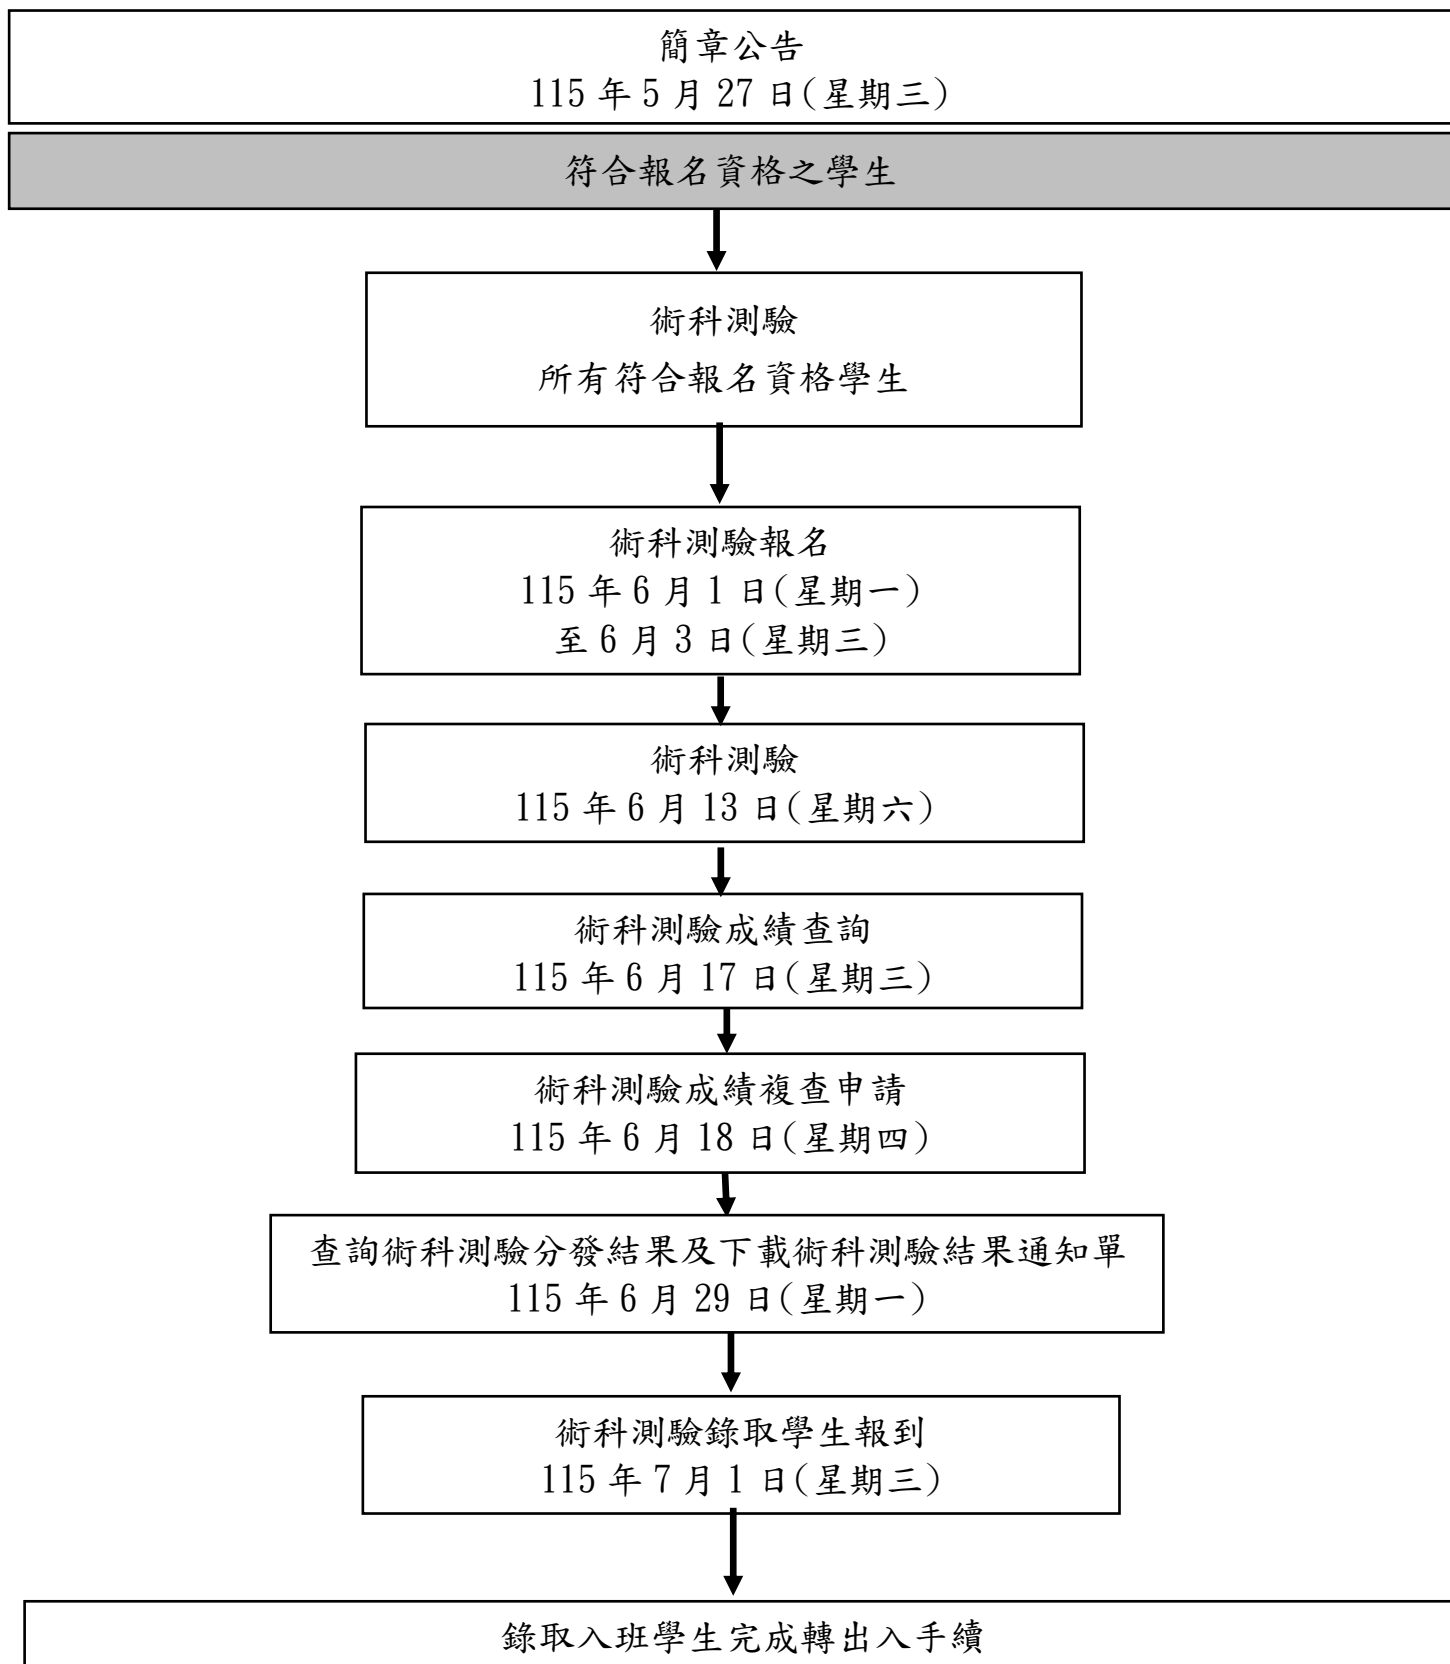 簡章公告
115 年 5 月 27 日(星期三)
符合報名資格之學生
術科測驗
所有符合報名資格學生
術科測驗報名
115 年 6 月 1 日(星期一)
至 6 月 3 日(星期三)
術科測驗
115 年 6 月 13 日(星期六)
術科測驗成績查詢
115 年 6 月 17 日(星期三)
術科測驗成績複查申請
115 年 6 月 18 日(星期四)
查詢術科測驗分發結果及下載術科測驗結果通知單
115 年 6 月 29 日(星期一)
術科測驗錄取學生報到
115 年 7 月 1 日(星期三)
錄取入班學生完成轉出入手續